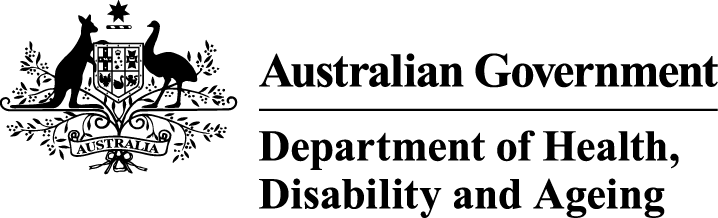 AUSTRALIA
Australian Government
Department of Health,
Disability and Ageing